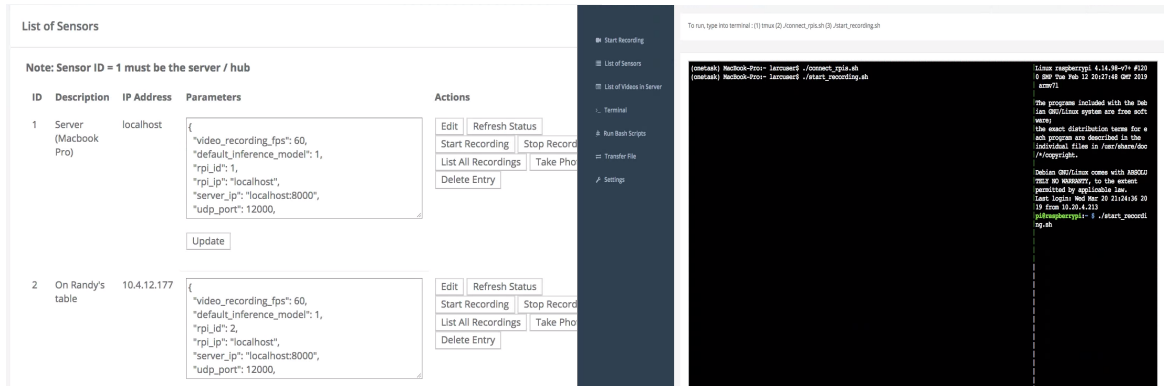 List of Sensors
Note: Sensor ID = 1 must be the server / hub
ID Description IP Address Parameters Actions
1 Server (Macbook Pro) localhost
{
"video_recording_fps": 60,
"default_inference_model": 1,
"rpi_id": 1,
"rpi_ip": "localhost",
"server_ip": "localhost:8000",
"udp_port": 12000,
Update
Edit Refresh Status
Start Recording Stop Record
List All Recordings Take Pho
Delete Entry
2 On Randy's table 10.4.12.177
{
"video_recording_fps": 60,
"default_inference_model": 1,
"rpi_id": 2,
"rpi_ip": "localhost",
"server_ip": "localhost:8000",
"udp_port": 12000,
Edit Refresh Status
Start Recording Stop Record
List All Recordings Take Pho
Delete Entry
Start Recording
List of Sensors
List of Videos in Server
Terminal
Run Bash Scripts
Transfer File
Settings
To run, type into terminal : (1) tmux (2) ./connect_rpis.sh (3) ./start_recording.sh
(onetask) MacBook-Pro:~ larcuser$ ./connect_rpis.sh
(onetask) MacBook-Pro:~ larcuser$ ./start_recording.sh
Linux raspberrypi 4.14.98-v7+ #120
0 SMP Tue Feb 12 20:27:48 GMT 2019
armv7l
The programs included with the Deb
ian GNU/Linux system are free soft
ware;
the exact distribution terms for e
ach program are described in the
individual files in /usr/share/doc
/*/copyright.
Debian GNU/Linux comes with ABSOLU
TELY NO WARRANTY, to the extent
permitted by applicable law.
Last login: Wed Mar 20 21:24:36 20
19 from 10.20.4.213
pi@raspberrypi:~ $ ./start_recordi
ng.sh